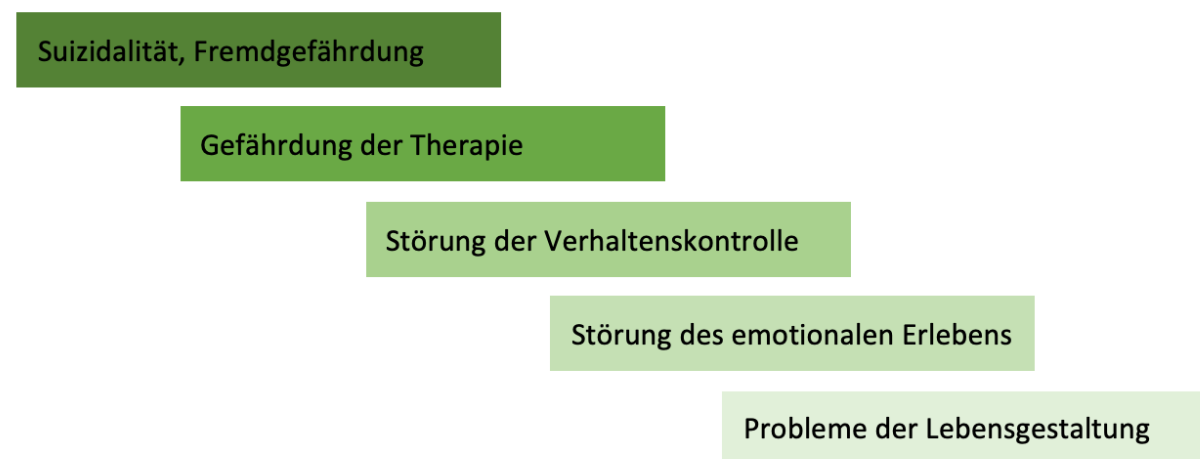 Suizidalität, Fremdgefährdung
Gefährdung der Therapie
Störung der Verhaltenskontrolle
Störung des emotionalen Erlebens
Probleme der Lebensgestaltung